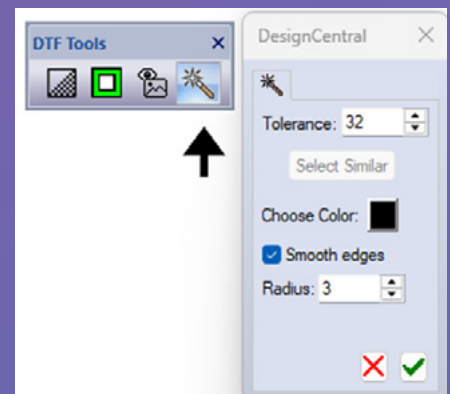 DTF Tools
DesignCentral
Tolerance: 32
Select Similar
Choose Color:
Smooth edges
Radius: 3